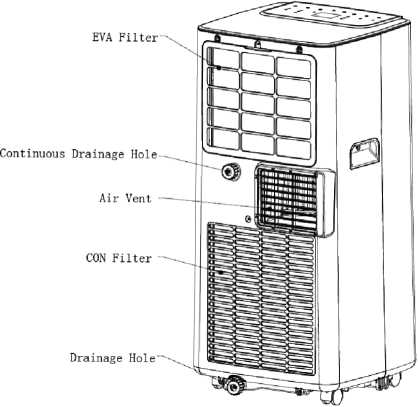 EVA Filter
Continuous Drainage Hole
Air Vent
CON Filter
Drainage Hole